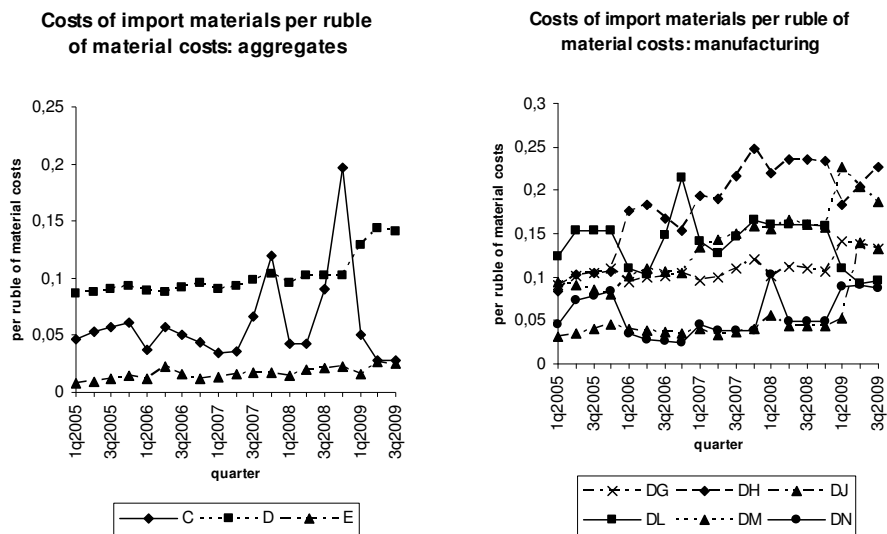 Costs of import materials per ruble
of material costs: aggregates
per ruble of material costs
0,25
0,2
0,15
0,1
0,05
0
1q2005
3q2005
1q2006
3q2006
1q2007
3q2007
1q2008
3q2008
1q2009
3q2009
quarter
C D E
Costs of import materials per ruble of
material costs: manufacturing
per ruble of material costs
0,3
0,25
0,2
0,15
0,1
0,05
0
1q2005
3q2005
1q2006
3q2006
1q2007
3q2007
1q2008
3q2008
1q2009
3q2009
quarter
DG DH DJ
DL DM DN